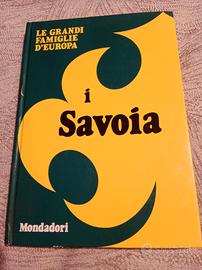 LE GRANDI
FAMIGLIE
D'EUROPA
i
Savoia
Mondadori